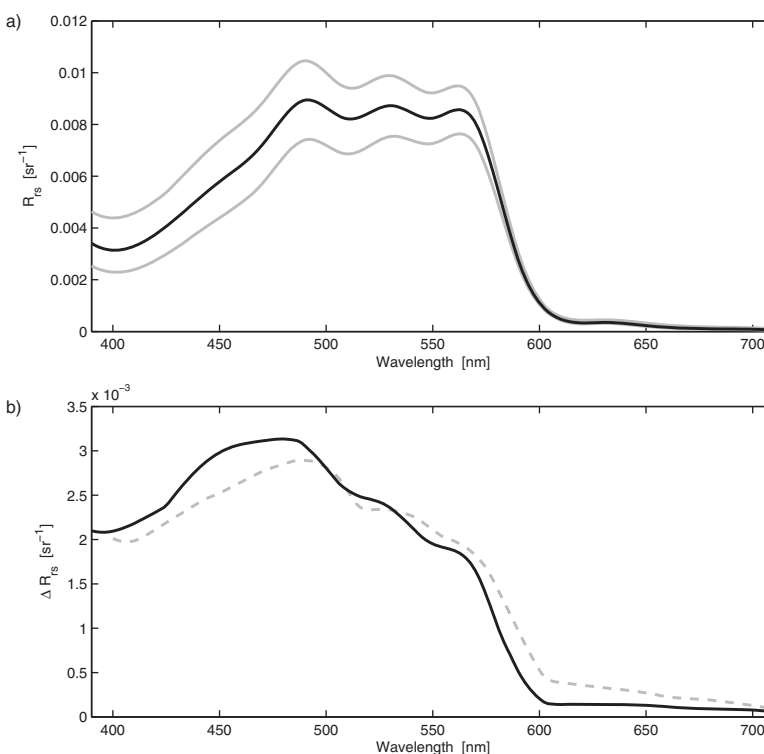 a)
0.012
0.01
0.008
0.006
0.004
0.002
0
R_rs [sr⁻¹]
400 450 500 550 600 650 700
Wavelength [nm]
b)
x 10⁻³
3.5
3
2.5
2
1.5
1
0.5
0
Δ R_rs [sr⁻¹]
400 450 500 550 600 650 700
Wavelength [nm]